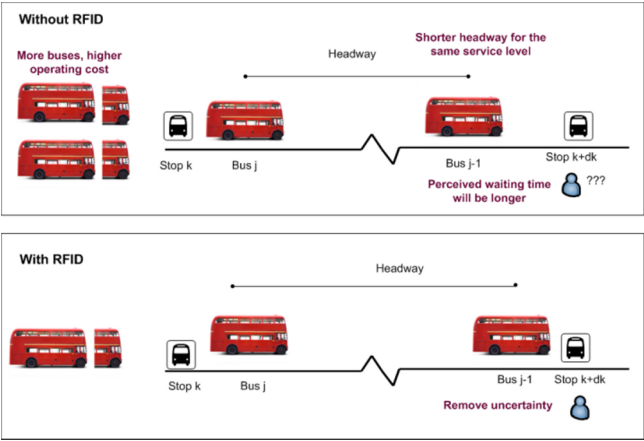 Without RFID
More buses, higher
operating cost
Headway
Shorter headway for the
same service level
Stop k
Bus j
Bus j-1
Stop k+dk
Perceived waiting time
will be longer
???
With RFID
Headway
Stop k
Bus j
Bus j-1
Stop k+dk
Remove uncertainty